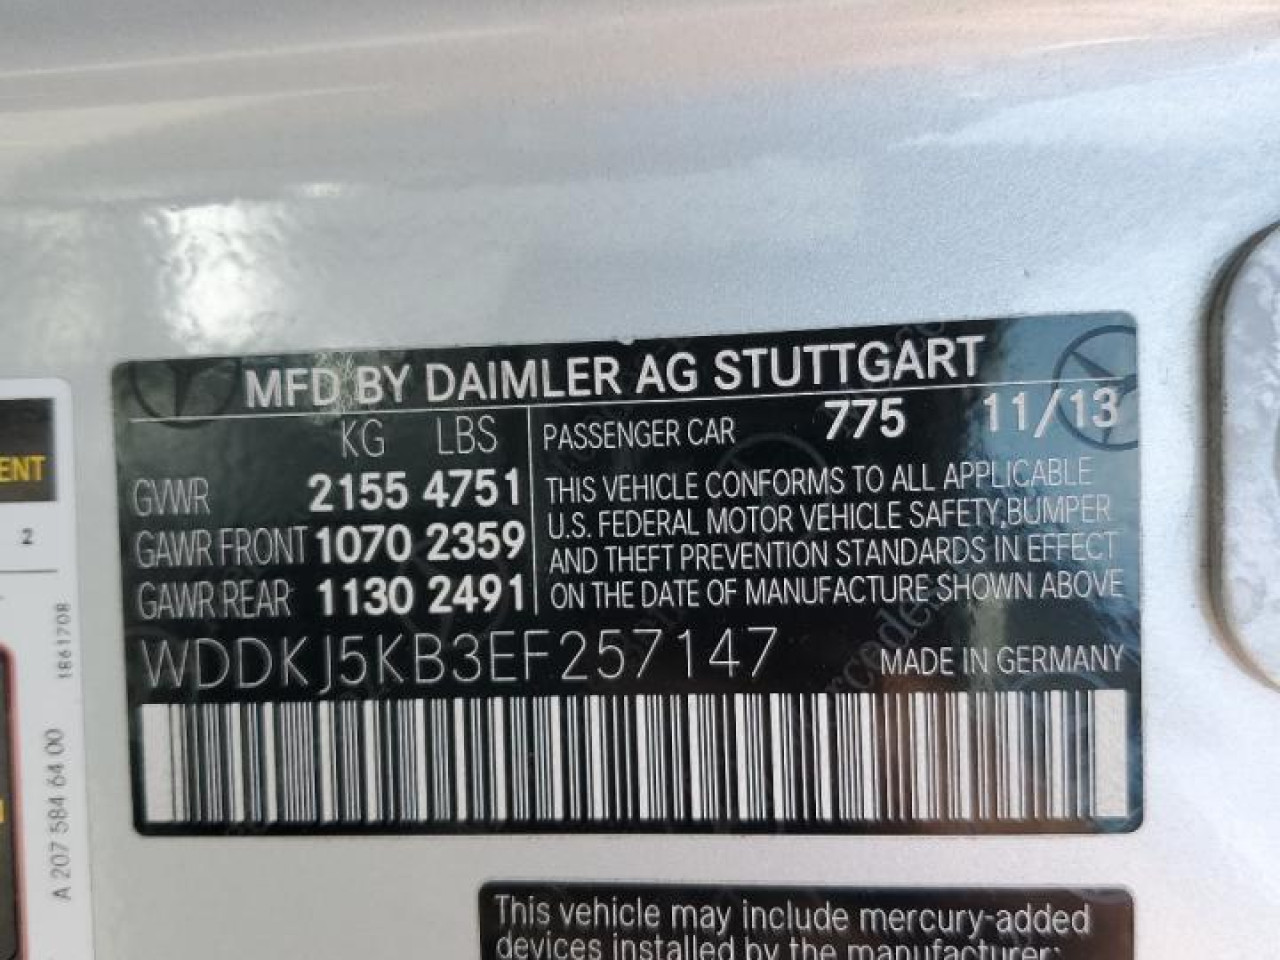 MFD BY DAIMLER AG STUTTGART
KG LBS
GVWR 2155 4751
GAWR FRONT 1070 2359
GAWR REAR 1130 2491
PASSENGER CAR 775 11/13
THIS VEHICLE CONFORMS TO ALL APPLICABLE
U.S. FEDERAL MOTOR VEHICLE SAFETY,BUMPER
AND THEFT PREVENTION STANDARDS IN EFFECT
ON THE DATE OF MANUFACTURE SHOWN ABOVE
WDDKJ5KB3EF257147 MADE IN GERMANY
ENT
2
1861708
A 207 584 64 00
This vehicle may include mercury-added
devices installed by the manufacturer: